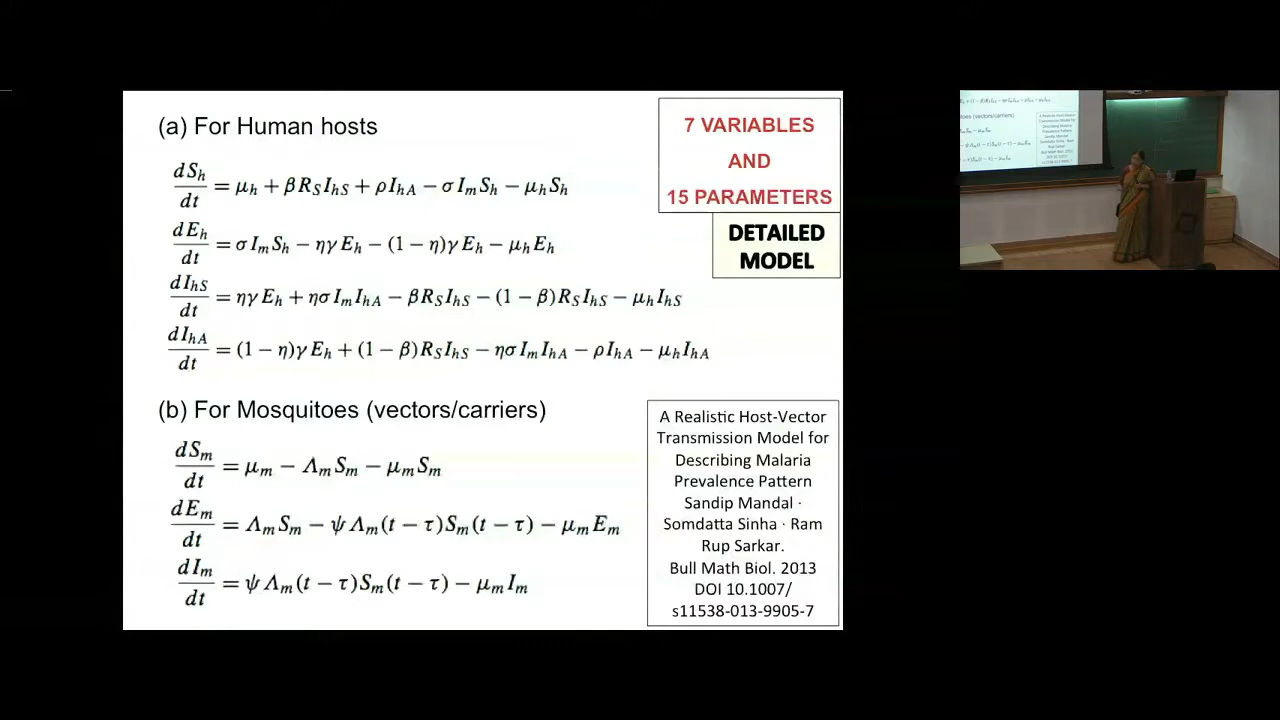 (a) For Human hosts
dS_h/dt = μ_h + βR_S I_hS + ρI_hA − σI_m S_h − μ_h S_h
dE_h/dt = σI_m S_h − ηγE_h − (1 − η)γE_h − μ_h E_h
dI_hS/dt = ηγE_h + ησI_m I_hA − βR_S I_hS − (1 − β)R_S I_hS − μ_h I_hS
dI_hA/dt = (1 − η)γE_h + (1 − β)R_S I_hS − ησI_m I_hA − ρI_hA − μ_h I_hA
7 VARIABLES
AND
15 PARAMETERS
DETAILED
MODEL
(b) For Mosquitoes (vectors/carriers)
dS_m/dt = μ_m − Λ_m S_m − μ_m S_m
dE_m/dt = Λ_m S_m − ψΛ_m(t − τ)S_m(t − τ) − μ_m E_m
dI_m/dt = ψΛ_m(t − τ)S_m(t − τ) − μ_m I_m
A Realistic Host-Vector
Transmission Model for
Describing Malaria
Prevalence Pattern
Sandip Mandal ·
Somdatta Sinha · Ram
Rup Sarkar.
Bull Math Biol. 2013
DOI 10.1007/
s11538-013-9905-7